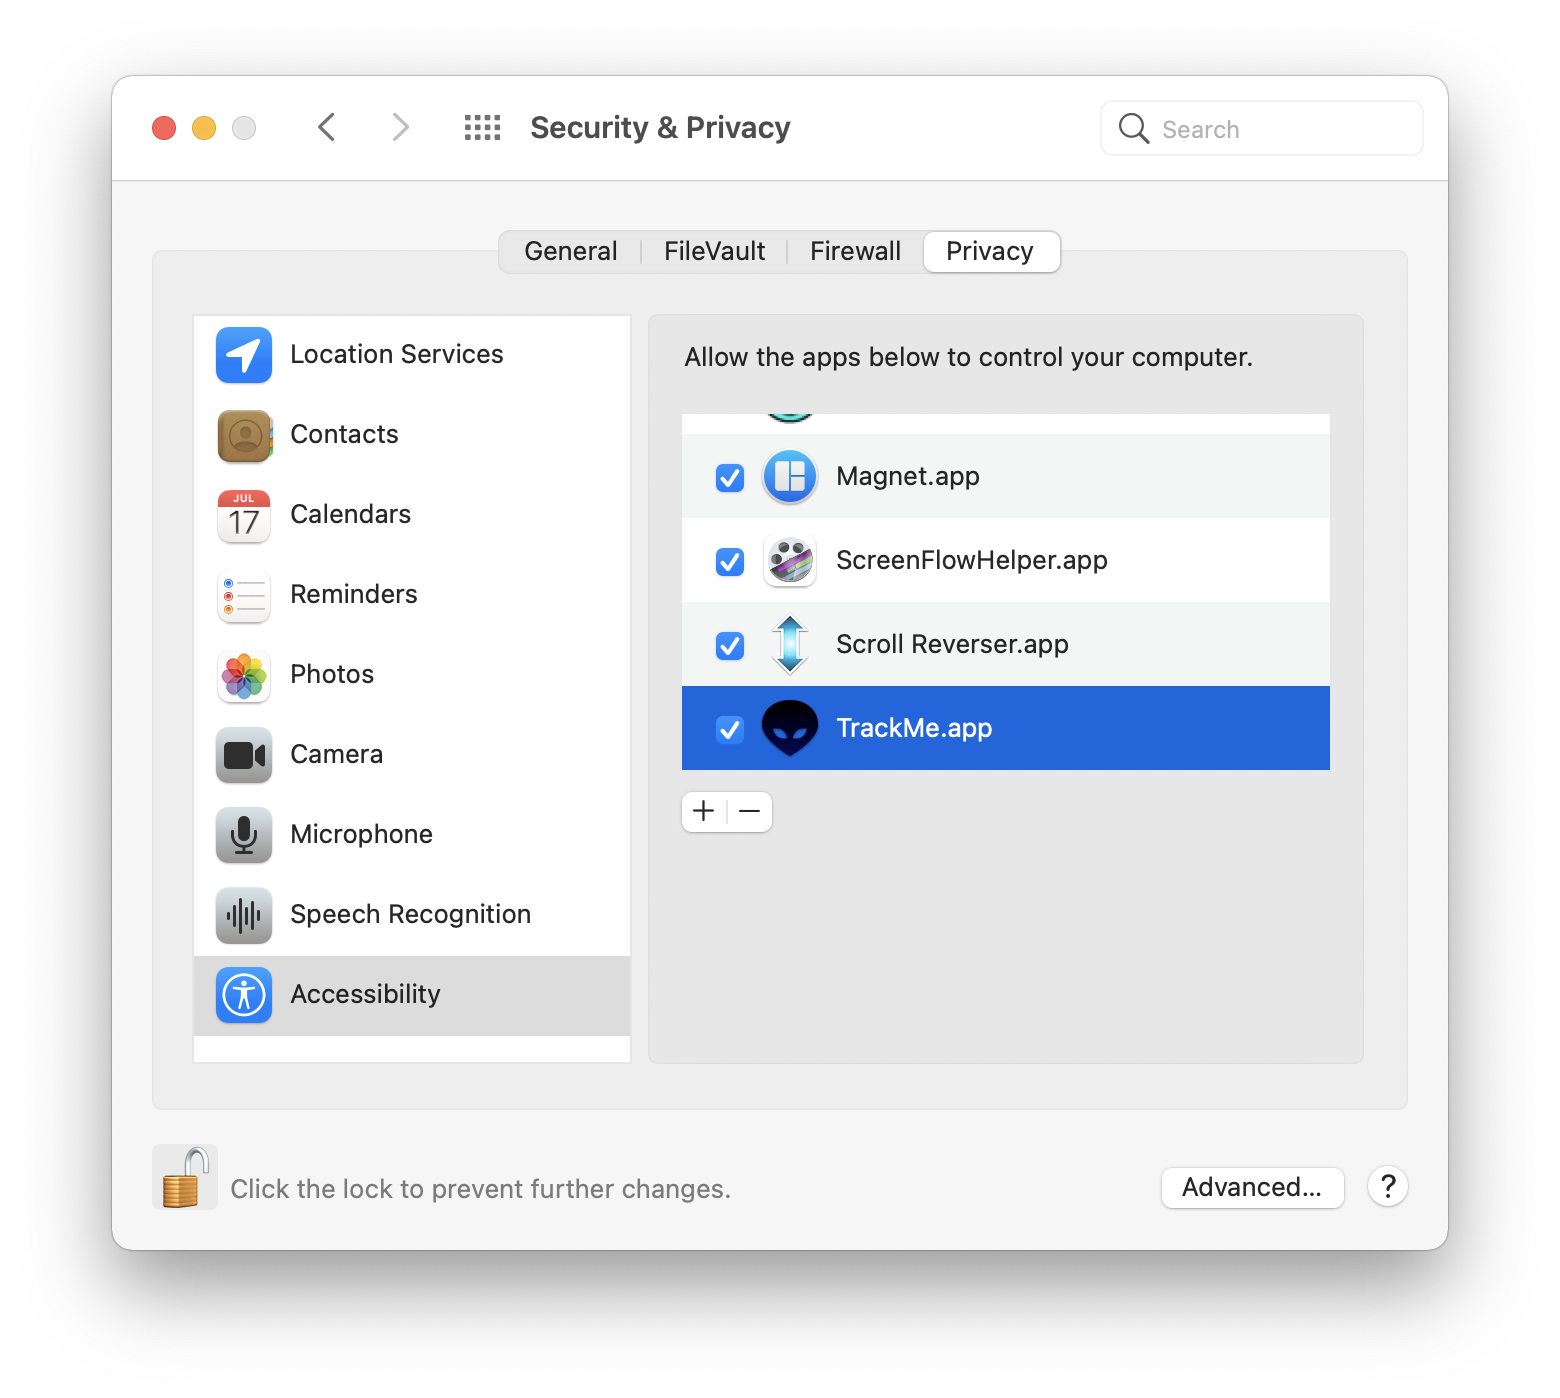 Security & Privacy
Search
General
FileVault
Firewall
Privacy
Location Services
Contacts
JUL
17
Calendars
Reminders
Photos
Camera
Microphone
Speech Recognition
Accessibility
Allow the apps below to control your computer.
Magnet.app
ScreenFlowHelper.app
Scroll Reverser.app
TrackMe.app
Click the lock to prevent further changes.
Advanced...
?